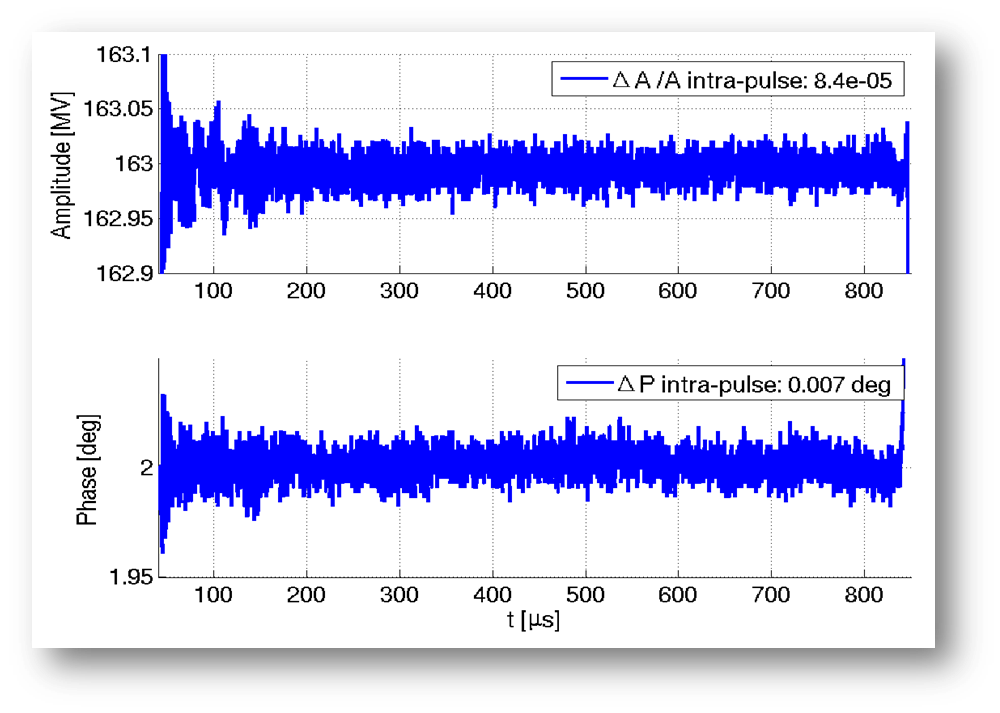 163.1
Δ A /A intra-pulse: 8.4e-05
163.05
163
162.95
162.9
Amplitude [MV]
100 200 300 400 500 600 700 800
Δ P intra-pulse: 0.007 deg
2
1.95
Phase [deg]
100 200 300 400 500 600 700 800
t [μs]